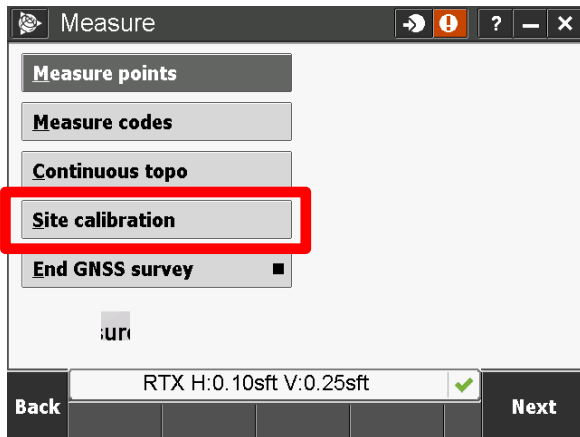 Measure
? – ×
Measure points
Measure codes
Continuous topo
Site calibration
End GNSS survey
sure
RTX H:0.10sft V:0.25sft
Back
Next